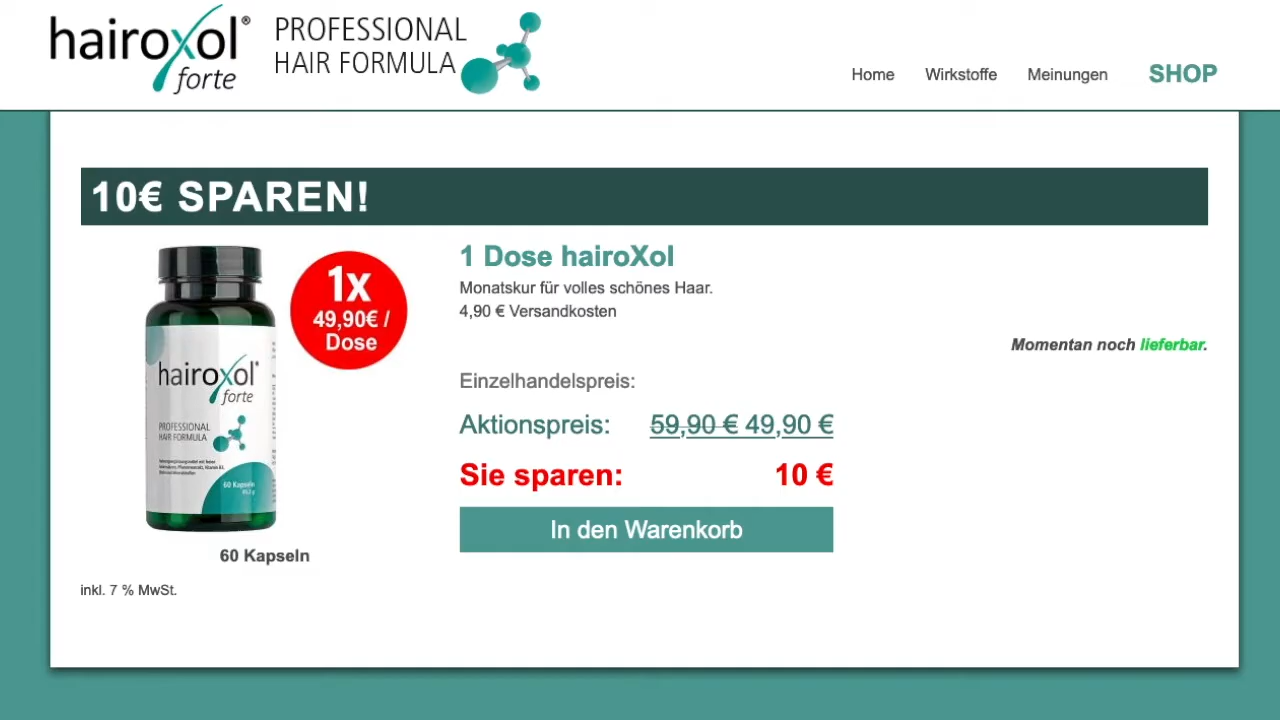 hairoxol®
forte
PROFESSIONAL
HAIR FORMULA
Home Wirkstoffe Meinungen SHOP
10€ SPAREN!
1x
49,90€ /
Dose
hairoxol®
forte
PROFESSIONAL
HAIR FORMULA
60 Kapseln
60 Kapseln
inkl. 7 % MwSt.
1 Dose hairoXol
Monatskur für volles schönes Haar.
4,90 € Versandkosten
Momentan noch lieferbar.
Einzelhandelspreis:
Aktionspreis: 59,90 € 49,90 €
Sie sparen: 10 €
In den Warenkorb